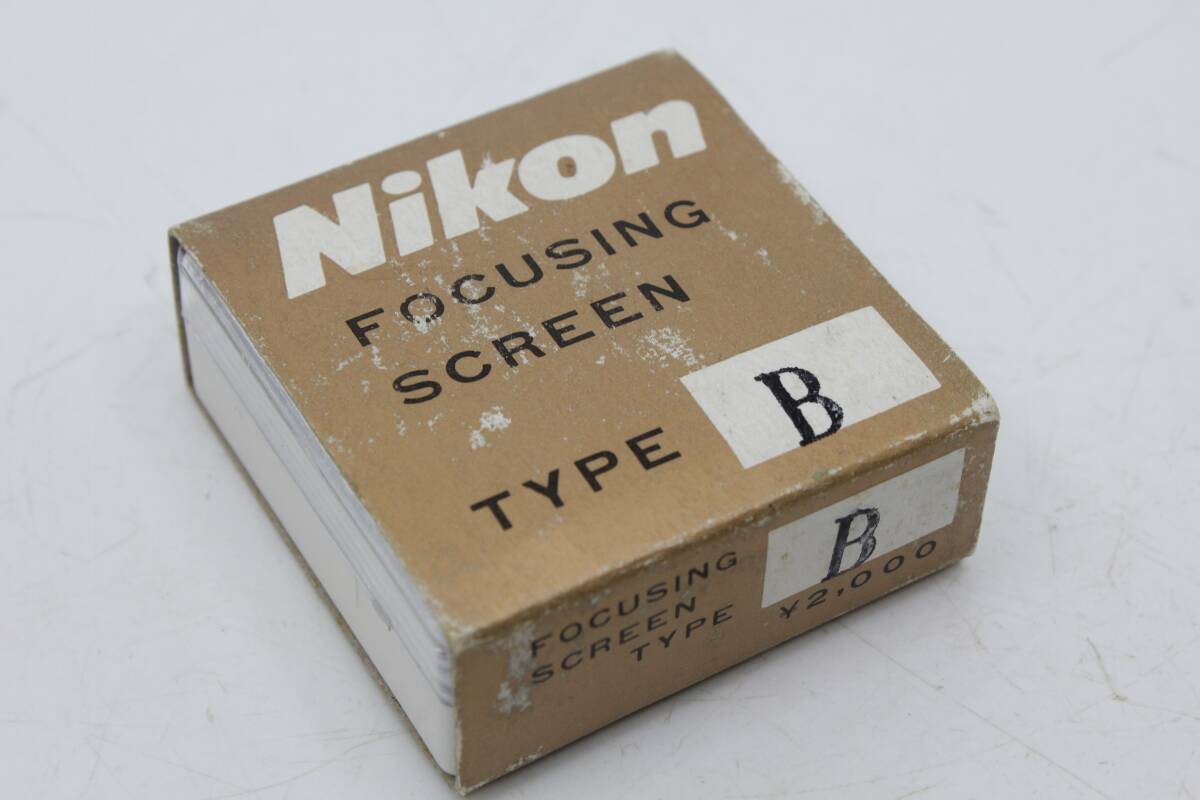 Nikon
FOCUSING
SCREEN
TYPE B
FOCUSING
SCREEN
TYPE
B
¥2,000